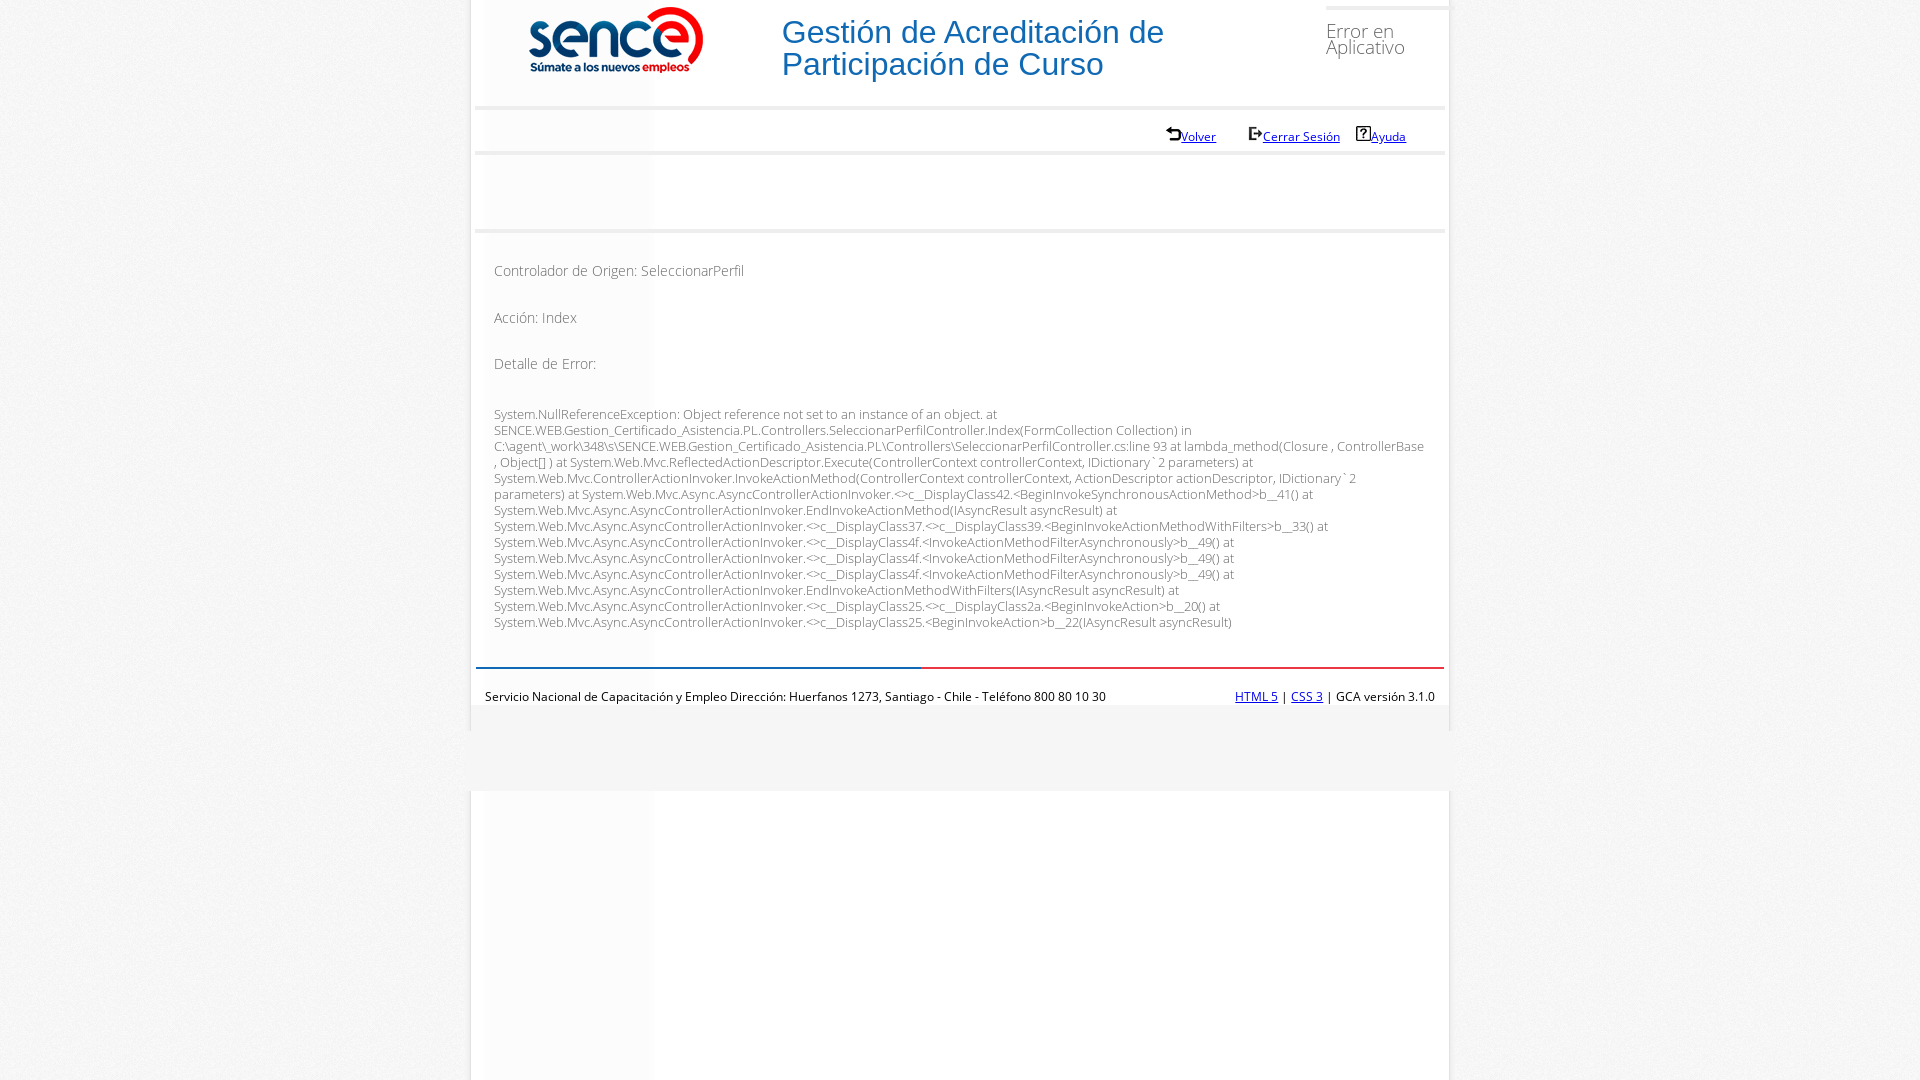 sence
Súmate a los nuevos empleos
Gestión de Acreditación de
Participación de Curso
Error en
Aplicativo
Volver
Cerrar Sesión
Ayuda
Controlador de Origen: SeleccionarPerfil
Acción: Index
Detalle de Error:
System.NullReferenceException: Object reference not set to an instance of an object. at
SENCE.WEB.Gestion_Certificado_Asistencia.PL.Controllers.SeleccionarPerfilController.Index(FormCollection Collection) in
C:\agent\_work\348\s\SENCE.WEB.Gestion_Certificado_Asistencia.PL\Controllers\SeleccionarPerfilController.cs:line 93 at lambda_method(Closure , ControllerBase
, Object[] ) at System.Web.Mvc.ReflectedActionDescriptor.Execute(ControllerContext controllerContext, IDictionary`2 parameters) at
System.Web.Mvc.ControllerActionInvoker.InvokeActionMethod(ControllerContext controllerContext, ActionDescriptor actionDescriptor, IDictionary`2
parameters) at System.Web.Mvc.Async.AsyncControllerActionInvoker.<>c__DisplayClass42.<BeginInvokeSynchronousActionMethod>b__41() at
System.Web.Mvc.Async.AsyncControllerActionInvoker.EndInvokeActionMethod(IAsyncResult asyncResult) at
System.Web.Mvc.Async.AsyncControllerActionInvoker.<>c__DisplayClass37.<>c__DisplayClass39.<BeginInvokeActionMethodWithFilters>b__33() at
System.Web.Mvc.Async.AsyncControllerActionInvoker.<>c__DisplayClass4f.<InvokeActionMethodFilterAsynchronously>b__49() at
System.Web.Mvc.Async.AsyncControllerActionInvoker.<>c__DisplayClass4f.<InvokeActionMethodFilterAsynchronously>b__49() at
System.Web.Mvc.Async.AsyncControllerActionInvoker.<>c__DisplayClass4f.<InvokeActionMethodFilterAsynchronously>b__49() at
System.Web.Mvc.Async.AsyncControllerActionInvoker.EndInvokeActionMethodWithFilters(IAsyncResult asyncResult) at
System.Web.Mvc.Async.AsyncControllerActionInvoker.<>c__DisplayClass25.<>c__DisplayClass2a.<BeginInvokeAction>b__20() at
System.Web.Mvc.Async.AsyncControllerActionInvoker.<>c__DisplayClass25.<BeginInvokeAction>b__22(IAsyncResult asyncResult)
Servicio Nacional de Capacitación y Empleo Dirección: Huerfanos 1273, Santiago - Chile - Teléfono 800 80 10 30
HTML 5 | CSS 3 | GCA versión 3.1.0